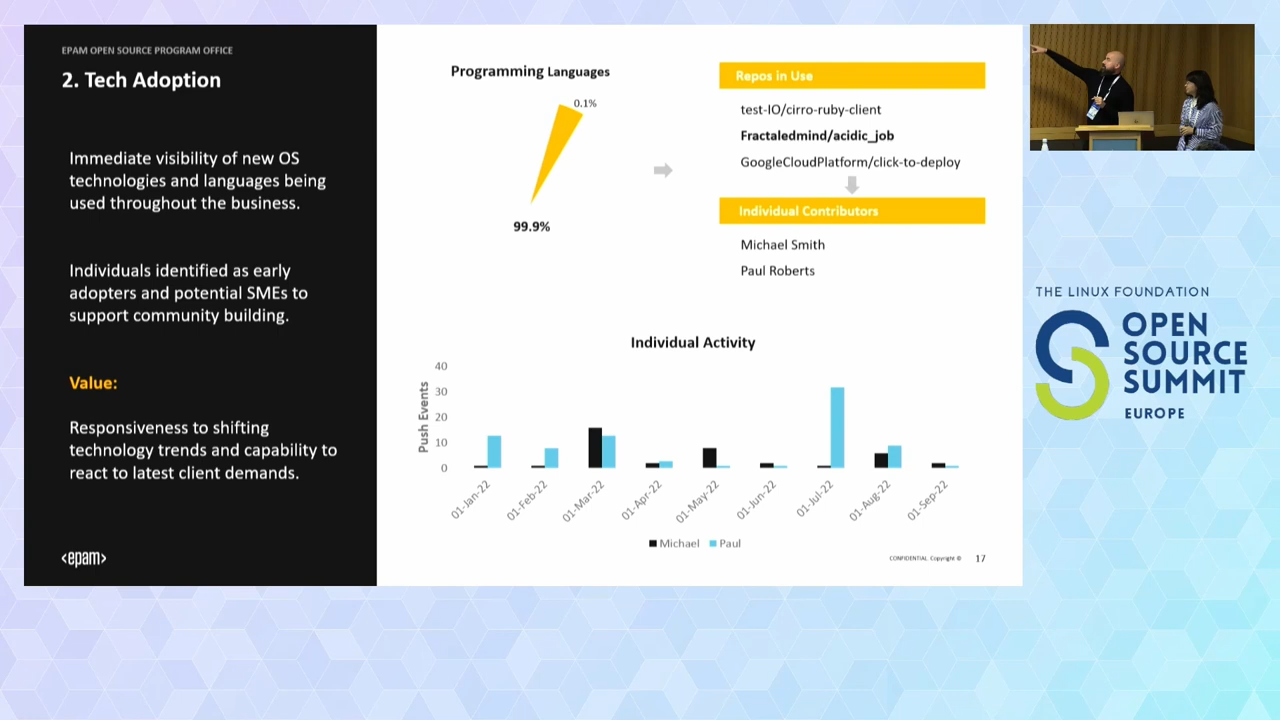 EPAM OPEN SOURCE PROGRAM OFFICE
2. Tech Adoption
Immediate visibility of new OS
technologies and languages being
used throughout the business.
Individuals identified as early
adopters and potential SMEs to
support community building.
Value:
Responsiveness to shifting
technology trends and capability to
react to latest client demands.
<epam>
Programming Languages
0.1%
99.9%
Repos in Use
test-IO/cirro-ruby-client
Fractaledmind/acidic_job
GoogleCloudPlatform/click-to-deploy
Individual Contributors
Michael Smith
Paul Roberts
Individual Activity
Push Events
40
30
20
10
0
01-Jan-22
01-Feb-22
01-Mar-22
01-Apr-22
01-May-22
01-Jun-22
01-Jul-22
01-Aug-22
01-Sep-22
Michael
Paul
CONFIDENTIAL. Copyright ©
17
THE LINUX FOUNDATION
OPEN
SOURCE
SUMMIT
EUROPE